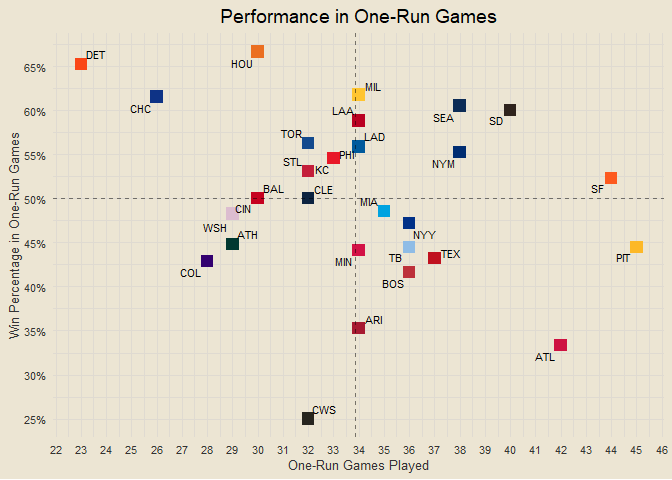 Performance in One-Run Games
DET
HOU
65%
MIL
CHC
LAA
SEA
SD
60%
TOR
LAD
PHI
NYM
55%
STL
KC
SF
BAL
CLE
50%
MIA
CIN
WSH
ATH
NYY
TB
TEX
PIT
45%
COL
MIN
BOS
40%
ARI
ATL
35%
30%
CWS
25%
Win Percentage in One-Run Games
22 23 24 25 26 27 28 29 30 31 32 33 34 35 36 37 38 39 40 41 42 43 44 45 46
One-Run Games Played